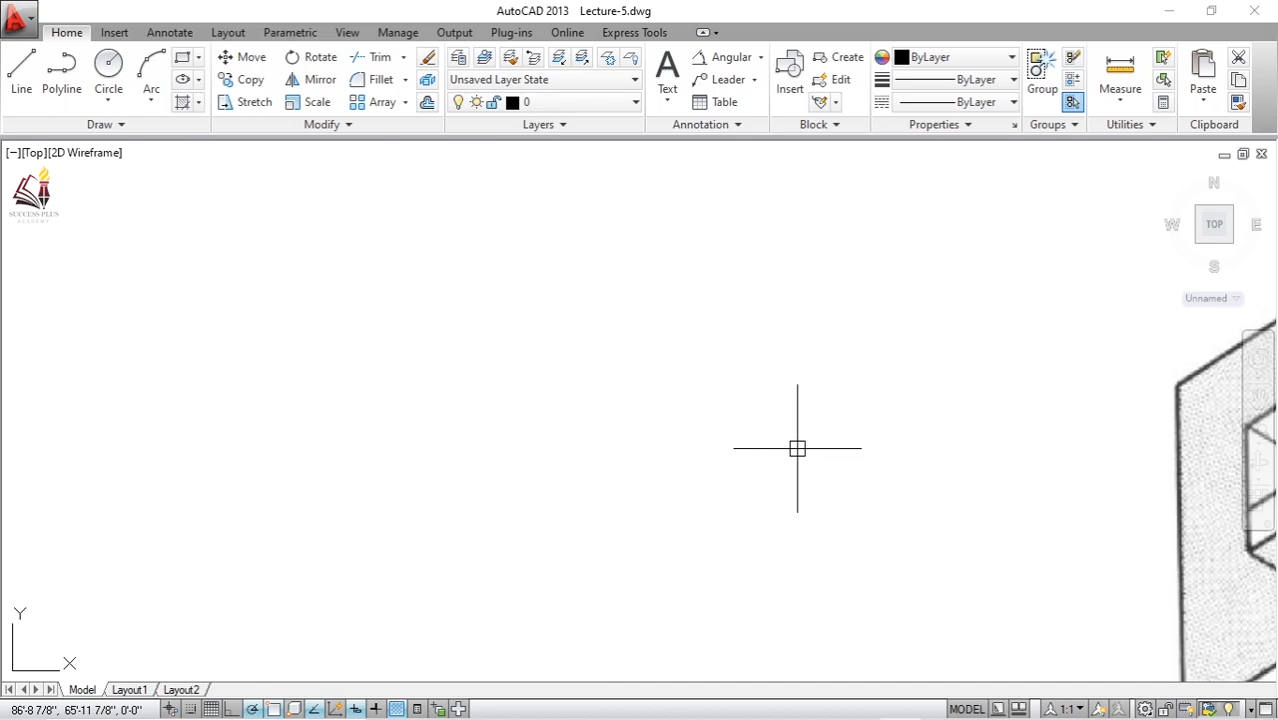 AutoCAD 2013 Lecture-5.dwg
Home Insert Annotate Layout Parametric View Manage Output Plug-ins Online Express Tools
Line Polyline Circle Arc
Draw
Move Rotate Trim
Copy Mirror Fillet
Stretch Scale Array
Modify
Unsaved Layer State
0
Layers
Text
Angular
Leader
Table
Annotation
Insert
Create
Edit
Block
ByLayer
ByLayer
ByLayer
Properties
Group
Groups
Measure
Utilities
Paste
Clipboard
[−][Top][2D Wireframe]
SUCCESS PLUS
ACADEMY
N
W TOP E
S
Unnamed
Y
X
Model Layout1 Layout2
86'-8 7/8", 65'-11 7/8", 0'-0" MODEL 1:1